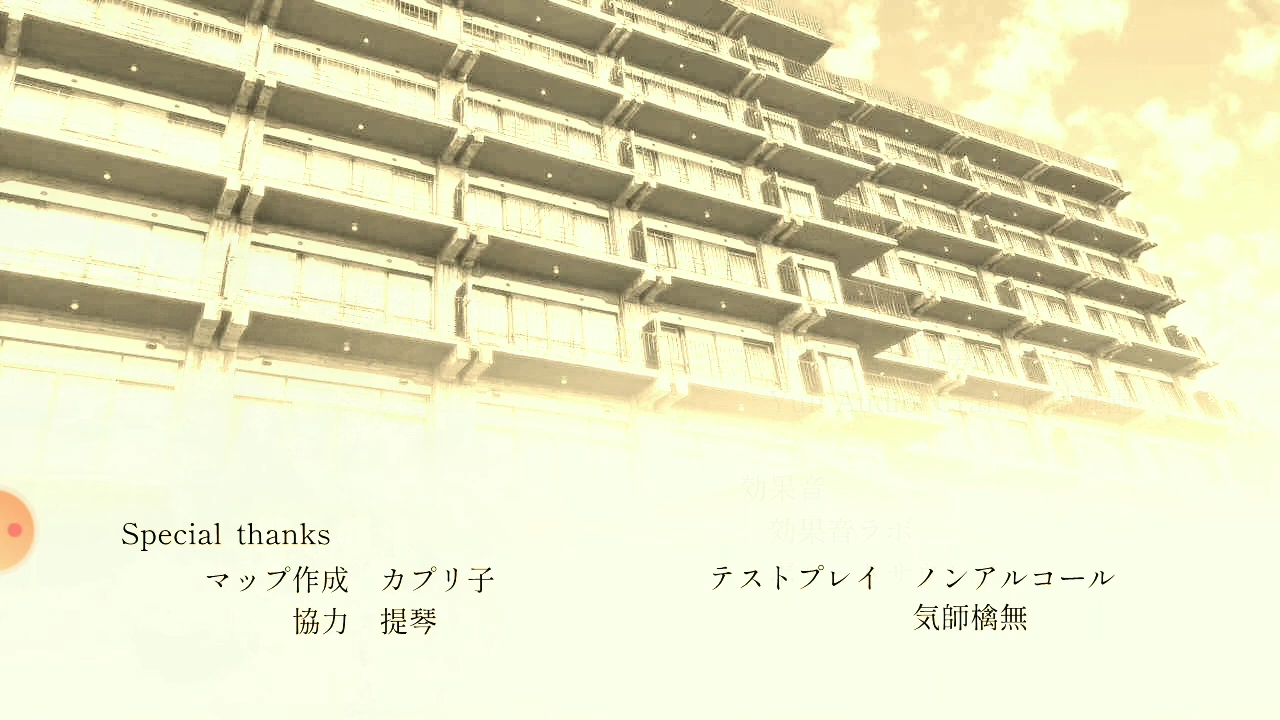 効果音
効果音ラボ
Special thanks
マップ作成　カプリ子
協力　提琴
テストプレイ　ノンアルコール
気師檎無